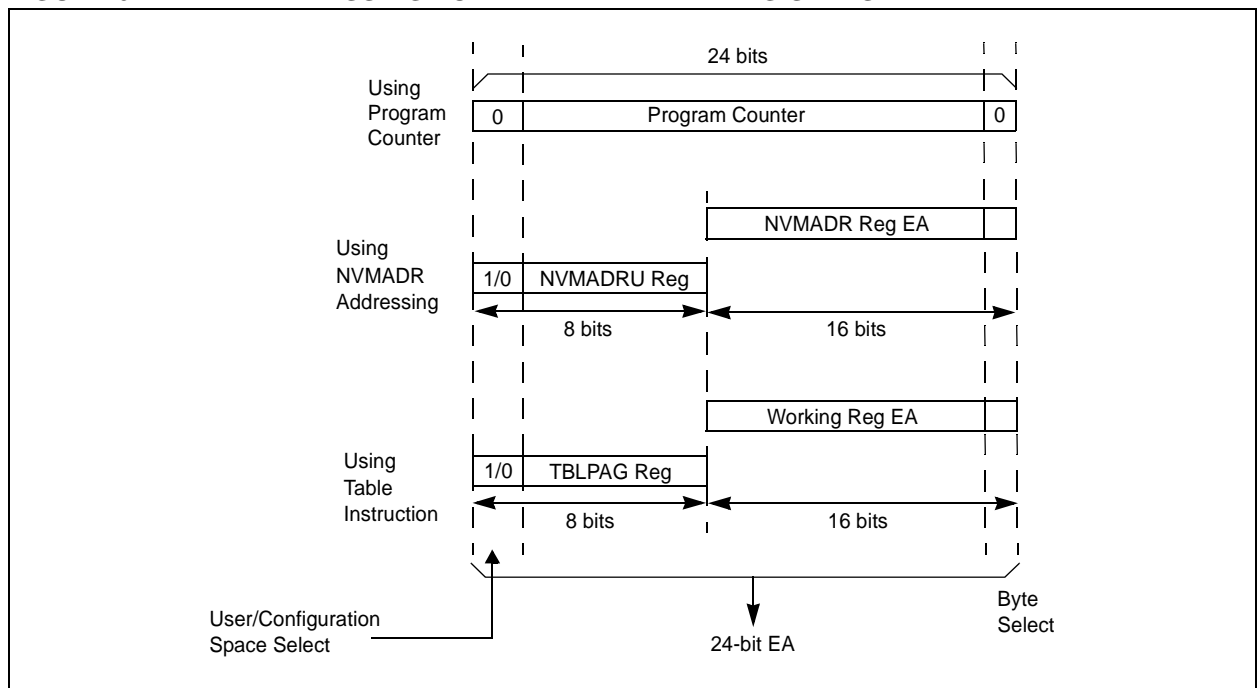 24 bits
Using
Program
Counter
0
Program Counter
0
NVMADR Reg EA
Using
NVMADR
Addressing
1/0
NVMADRU Reg
8 bits
16 bits
Working Reg EA
Using
Table
Instruction
1/0
TBLPAG Reg
8 bits
16 bits
User/Configuration
Space Select
24-bit EA
Byte
Select